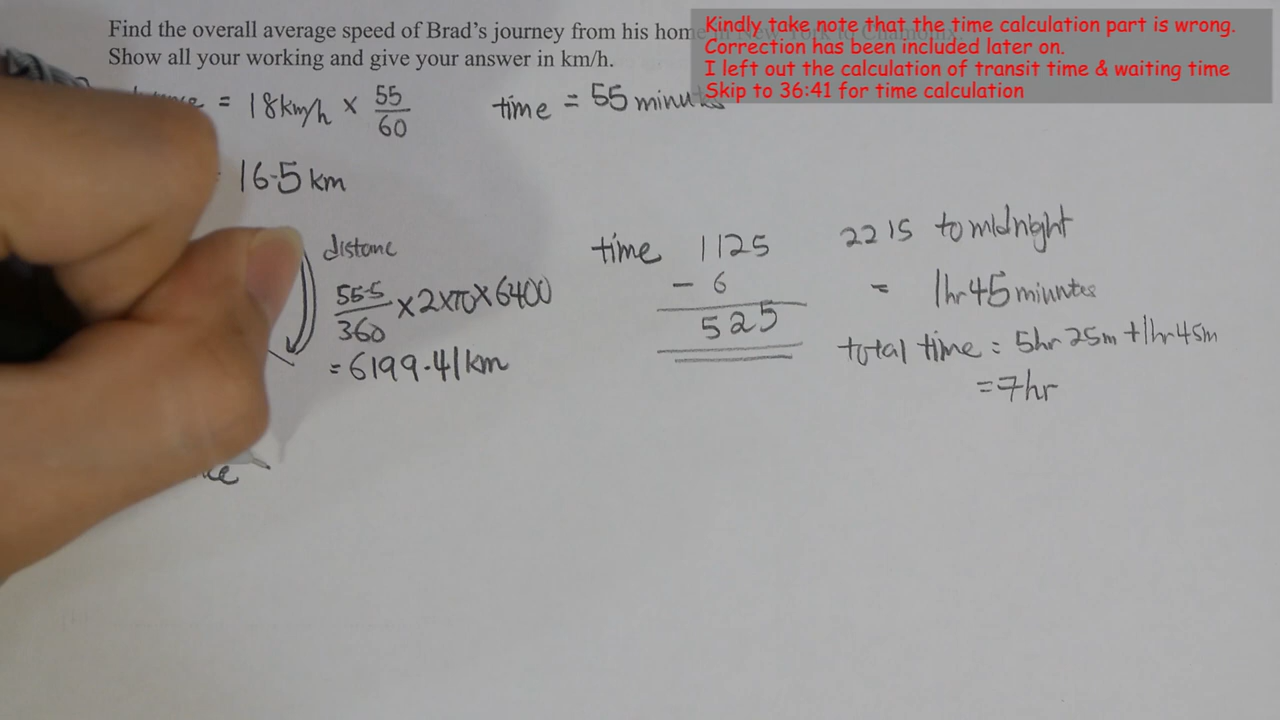 Find the overall average speed of Brad's journey from his home
Show all your working and give your answer in km/h.
Kindly take note that the time calculation part is wrong.
Correction has been included later on.
I left out the calculation of transit time & waiting time
Skip to 36:41 for time calculation
= 18km/h × 55/60
time = 55 minutes
16.5 km
distanc
555/360 × 2×π×6400
= 6199.41km
time 1125
- 6
525
2215 to midnight
= 1hr 45 miuntes
total time = 5hr 25m + 1hr 45m
= 7hr